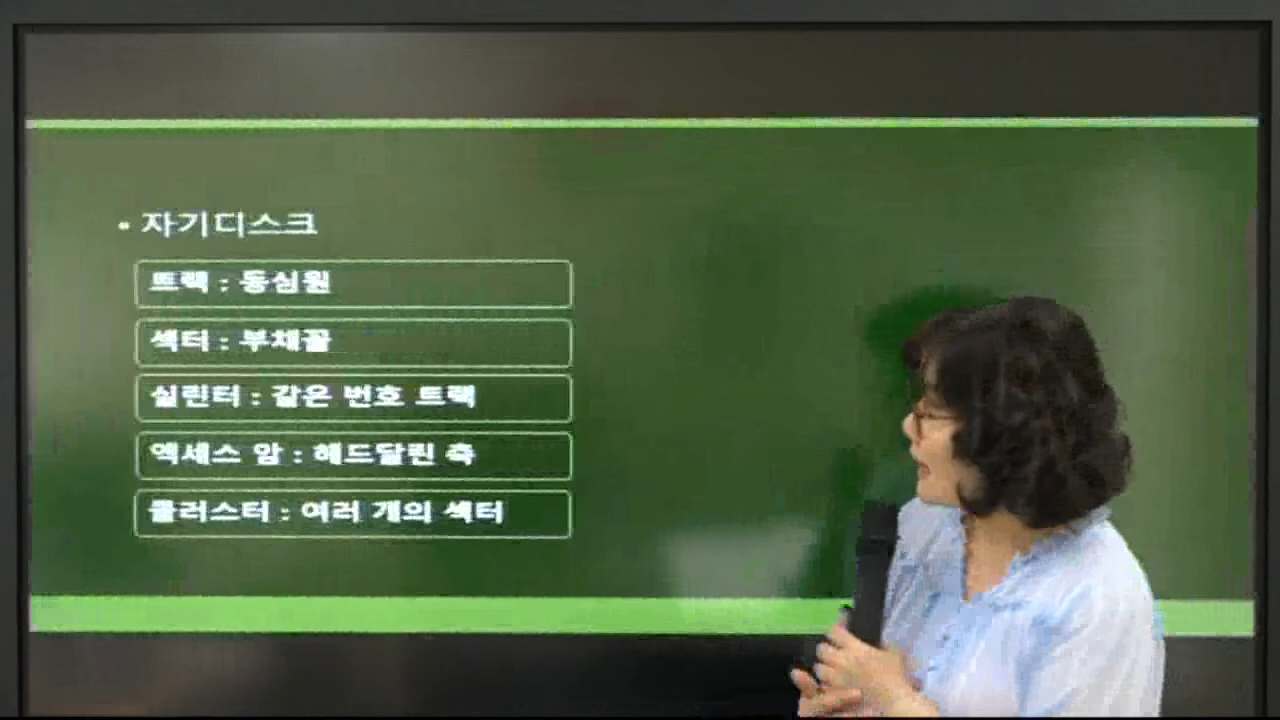 • 자기디스크
트랙 : 동심원
섹터 : 부채꼴
실린터 : 같은 번호 트랙
액세스 암 : 헤드달린 축
클러스터 : 여러 개의 섹터